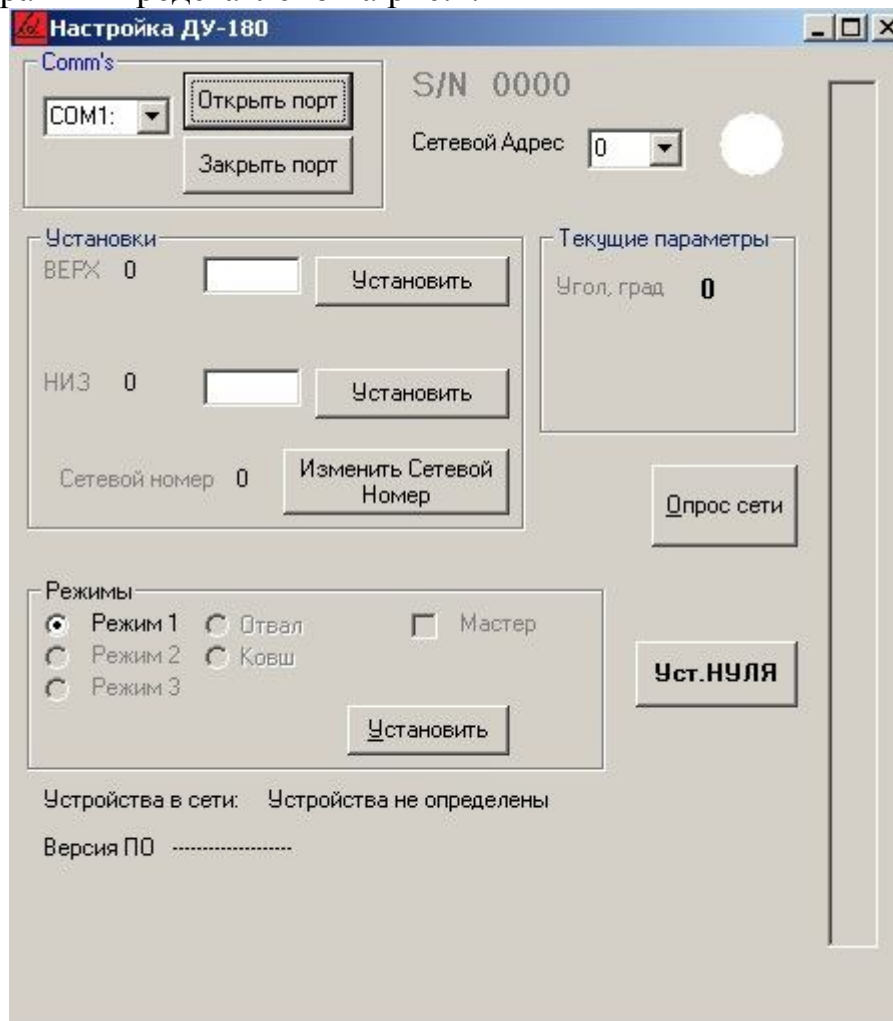 Настройка ДУ-180
Comm's
COM1:
Открыть порт
Закрыть порт
S/N 0000
Сетевой Адрес 0
Установки
ВЕРХ 0
Установить
НИЗ 0
Установить
Сетевой номер 0
Изменить Сетевой
Номер
Текущие параметры
Угол, град 0
Опрос сети
Режимы
Режим 1 Отвал Мастер
Режим 2 Ковш
Режим 3
Установить
Уст.НУЛЯ
Устройства в сети: Устройства не определены
Версия ПО --------------------